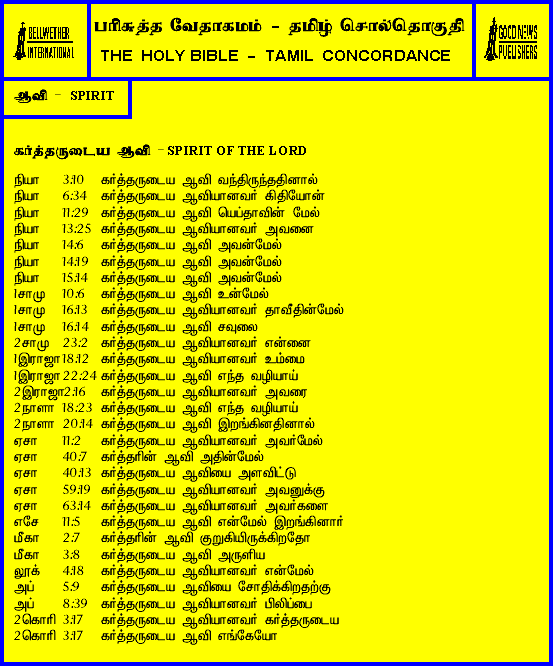 BELLWETHER
INTERNATIONAL
பரிசுத்த வேதாகமம் - தமிழ் சொல்தொகுதி
THE HOLY BIBLE - TAMIL CONCORDANCE
GOOD NEWS
PUBLISHERS
ஆவி - SPIRIT
கர்த்தருடைய ஆவி - SPIRIT OF THE LORD
நியா 3:10 கர்த்தருடைய ஆவி வந்திருந்ததினால்
நியா 6:34 கர்த்தருடைய ஆவியானவர் கிதியோன்
நியா 11:29 கர்த்தருடைய ஆவி யெப்தாவின் மேல்
நியா 13:25 கர்த்தருடைய ஆவியானவர் அவனை
நியா 14:6 கர்த்தருடைய ஆவி அவன்மேல்
நியா 14:19 கர்த்தருடைய ஆவி அவன்மேல்
நியா 15:14 கர்த்தருடைய ஆவி அவன்மேல்
1சாமு 10:6 கர்த்தருடைய ஆவி உன்மேல்
1சாமு 16:13 கர்த்தருடைய ஆவியானவர் தாவீதின்மேல்
1சாமு 16:14 கர்த்தருடைய ஆவி சவுலை
2சாமு 23:2 கர்த்தருடைய ஆவியானவர் என்னை
1இராஜா 18:12 கர்த்தருடைய ஆவியானவர் உம்மை
1இராஜா 22:24 கர்த்தருடைய ஆவி எந்த வழியாய்
2இராஜா 2:16 கர்த்தருடைய ஆவியானவர் அவரை
2நாளா 18:23 கர்த்தருடைய ஆவி எந்த வழியாய்
2நாளா 20:14 கர்த்தருடைய ஆவி இறங்கினதினால்
ஏசா 11:2 கர்த்தருடைய ஆவியானவர் அவர்மேல்
ஏசா 40:7 கர்த்தரின் ஆவி அதின்மேல்
ஏசா 40:13 கர்த்தருடைய ஆவியை அளவிட்டு
ஏசா 59:19 கர்த்தருடைய ஆவியானவர் அவனுக்கு
ஏசா 63:14 கர்த்தருடைய ஆவியானவர் அவர்களை
எசே 11:5 கர்த்தருடைய ஆவி என்மேல் இறங்கினார்
மீகா 2:7 கர்த்தரின் ஆவி குறுகியிருக்கிறதோ
மீகா 3:8 கர்த்தருடைய ஆவி அருளிய
லூக் 4:18 கர்த்தருடைய ஆவியானவர் என்மேல்
அப் 5:9 கர்த்தருடைய ஆவியை சோதிக்கிறதற்கு
அப் 8:39 கர்த்தருடைய ஆவியானவர் பிலிப்பை
2கொரி 3:17 கர்த்தருடைய ஆவியானவர் கர்த்தருடைய
2கொரி 3:17 கர்த்தருடைய ஆவி எங்கேயோ